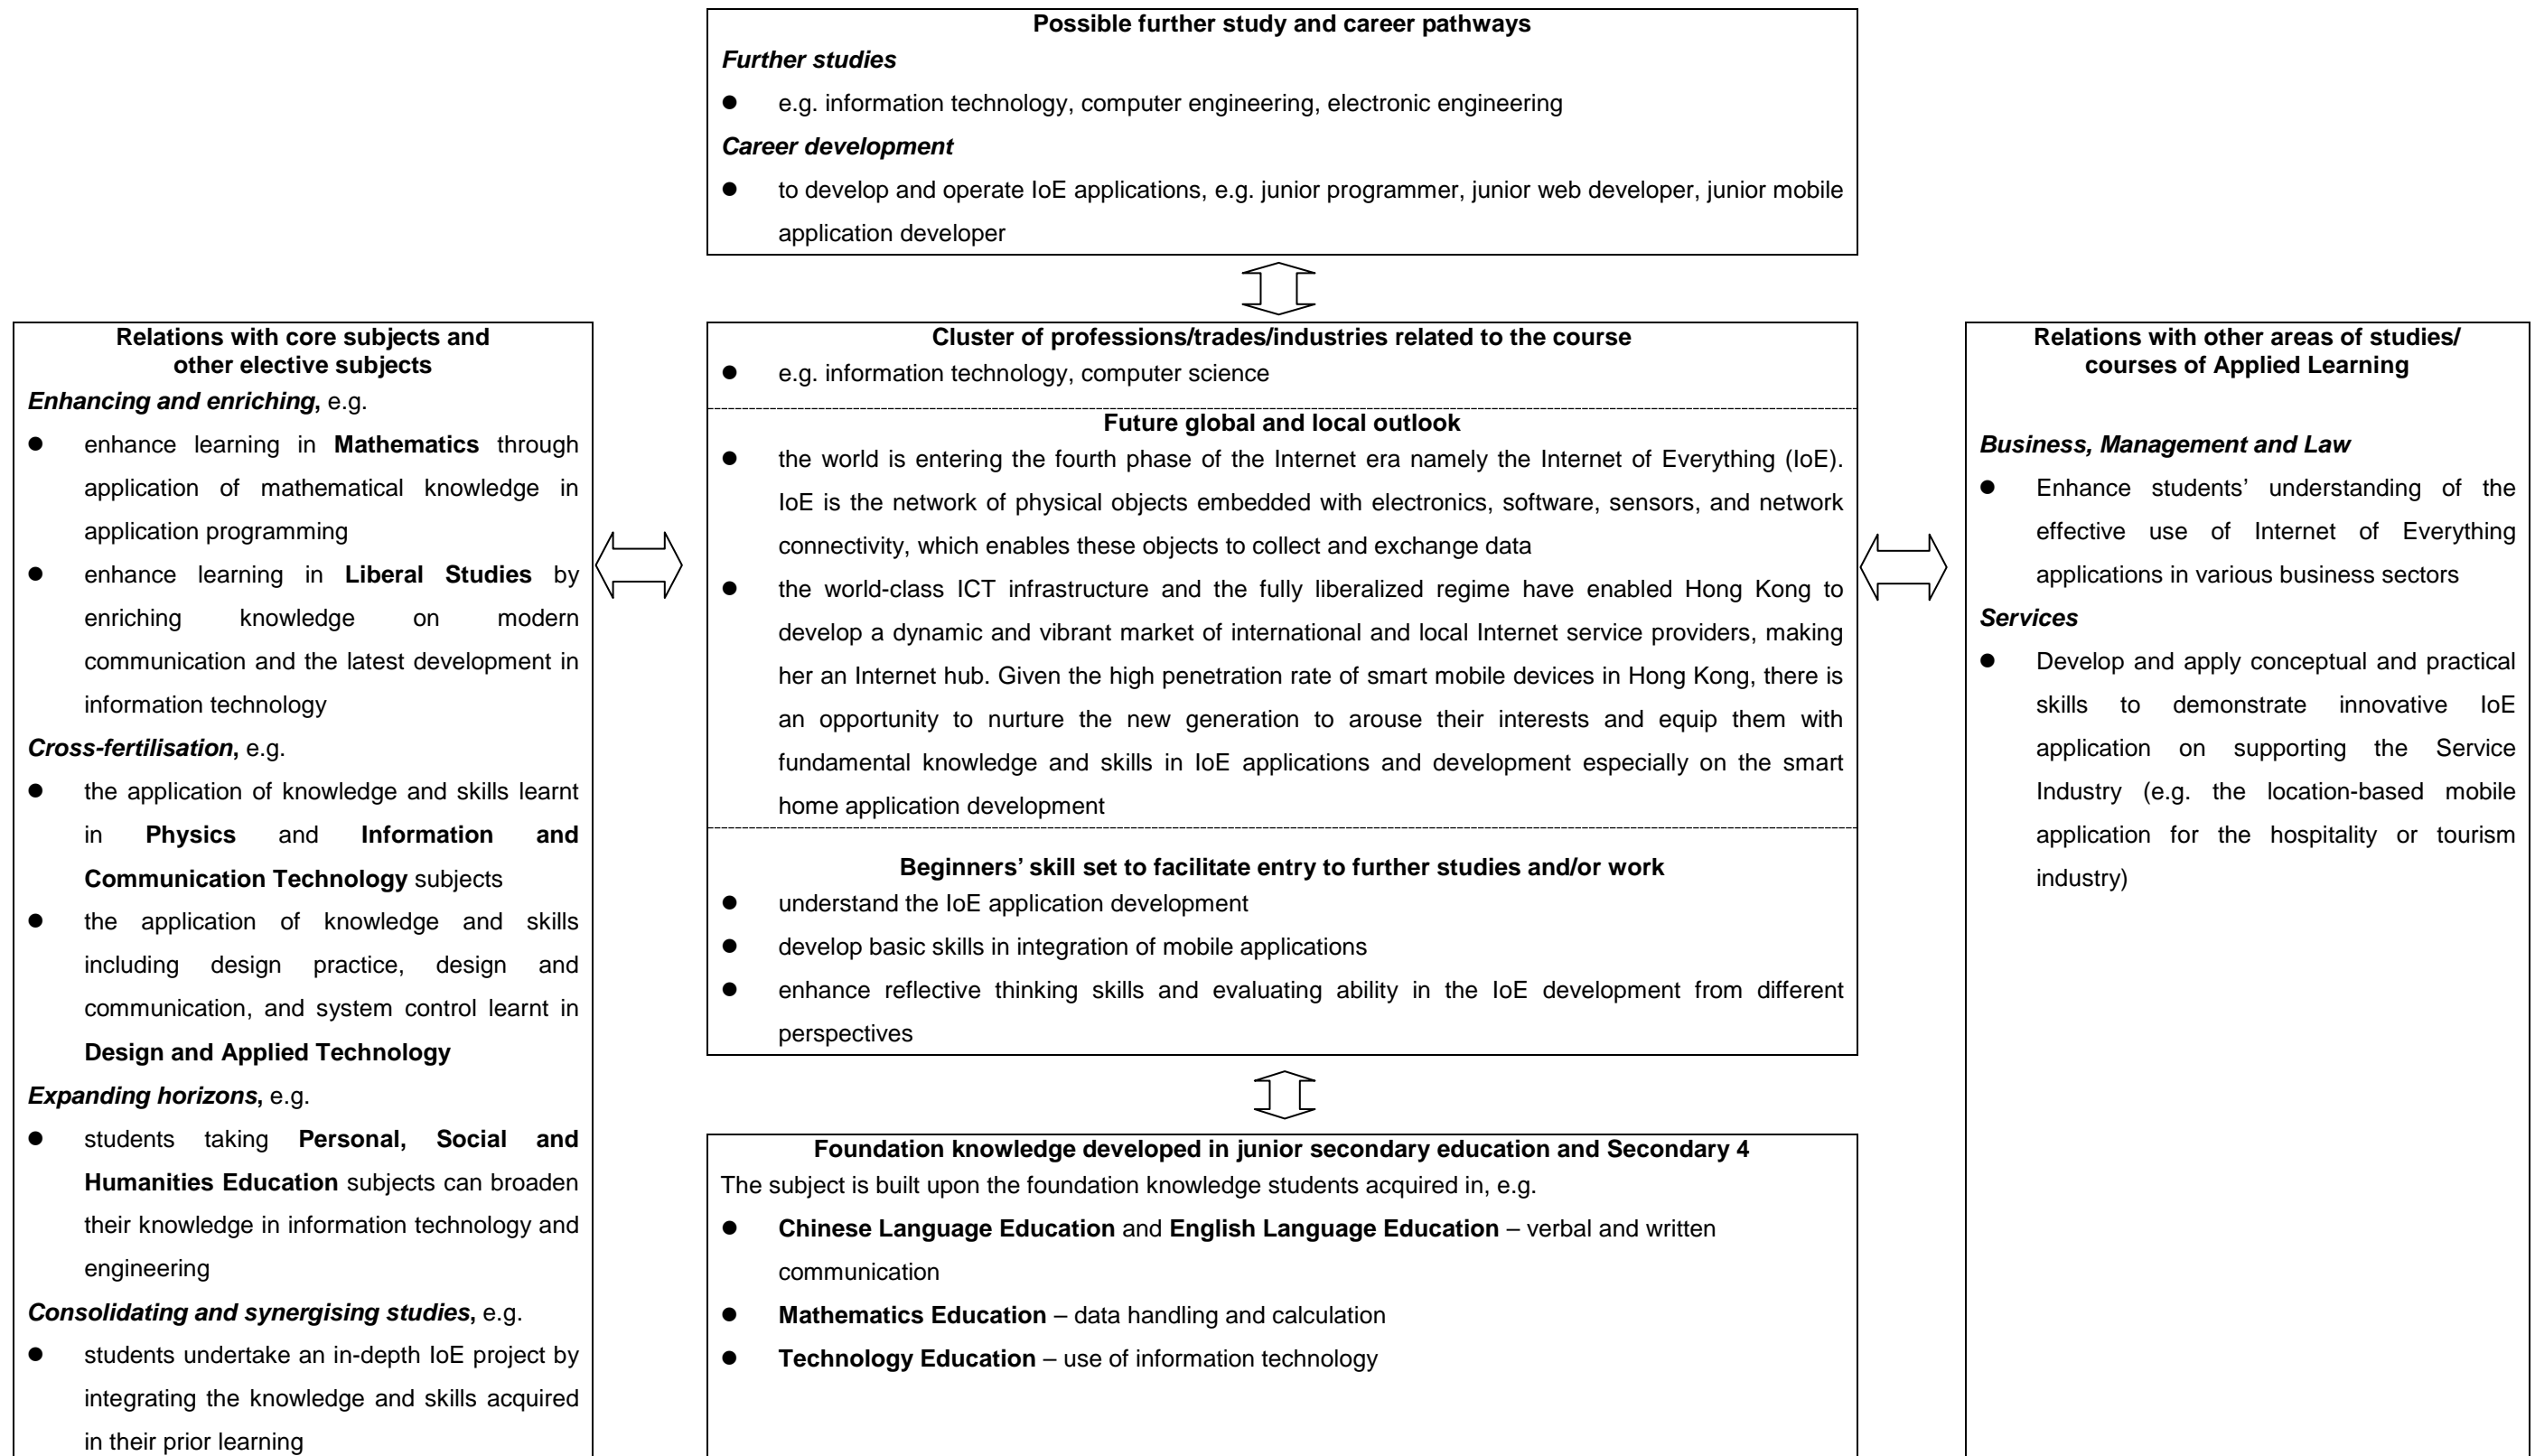 Possible further study and career pathways
Further studies
● e.g. information technology, computer engineering, electronic engineering
Career development
● to develop and operate IoE applications, e.g. junior programmer, junior web developer, junior mobile
application developer
Relations with core subjects and
other elective subjects
Enhancing and enriching, e.g.
● enhance learning in Mathematics through
application of mathematical knowledge in
application programming
● enhance learning in Liberal Studies by
enriching knowledge on modern
communication and the latest development in
information technology
Cross-fertilisation, e.g.
● the application of knowledge and skills learnt
in Physics and Information and
Communication Technology subjects
● the application of knowledge and skills
including design practice, design and
communication, and system control learnt in
Design and Applied Technology
Expanding horizons, e.g.
● students taking Personal, Social and
Humanities Education subjects can broaden
their knowledge in information technology and
engineering
Consolidating and synergising studies, e.g.
● students undertake an in-depth IoE project by
integrating the knowledge and skills acquired
in their prior learning
Cluster of professions/trades/industries related to the course
● e.g. information technology, computer science
Future global and local outlook
● the world is entering the fourth phase of the Internet era namely the Internet of Everything (IoE).
IoE is the network of physical objects embedded with electronics, software, sensors, and network
connectivity, which enables these objects to collect and exchange data
● the world-class ICT infrastructure and the fully liberalized regime have enabled Hong Kong to
develop a dynamic and vibrant market of international and local Internet service providers, making
her an Internet hub. Given the high penetration rate of smart mobile devices in Hong Kong, there is
an opportunity to nurture the new generation to arouse their interests and equip them with
fundamental knowledge and skills in IoE applications and development especially on the smart
home application development
Beginners’ skill set to facilitate entry to further studies and/or work
● understand the IoE application development
● develop basic skills in integration of mobile applications
● enhance reflective thinking skills and evaluating ability in the IoE development from different
perspectives
Foundation knowledge developed in junior secondary education and Secondary 4
The subject is built upon the foundation knowledge students acquired in, e.g.
● Chinese Language Education and English Language Education – verbal and written
communication
● Mathematics Education – data handling and calculation
● Technology Education – use of information technology
Relations with other areas of studies/
courses of Applied Learning
Business, Management and Law
● Enhance students’ understanding of the
effective use of Internet of Everything
applications in various business sectors
Services
● Develop and apply conceptual and practical
skills to demonstrate innovative IoE
application on supporting the Service
Industry (e.g. the location-based mobile
application for the hospitality or tourism
industry)